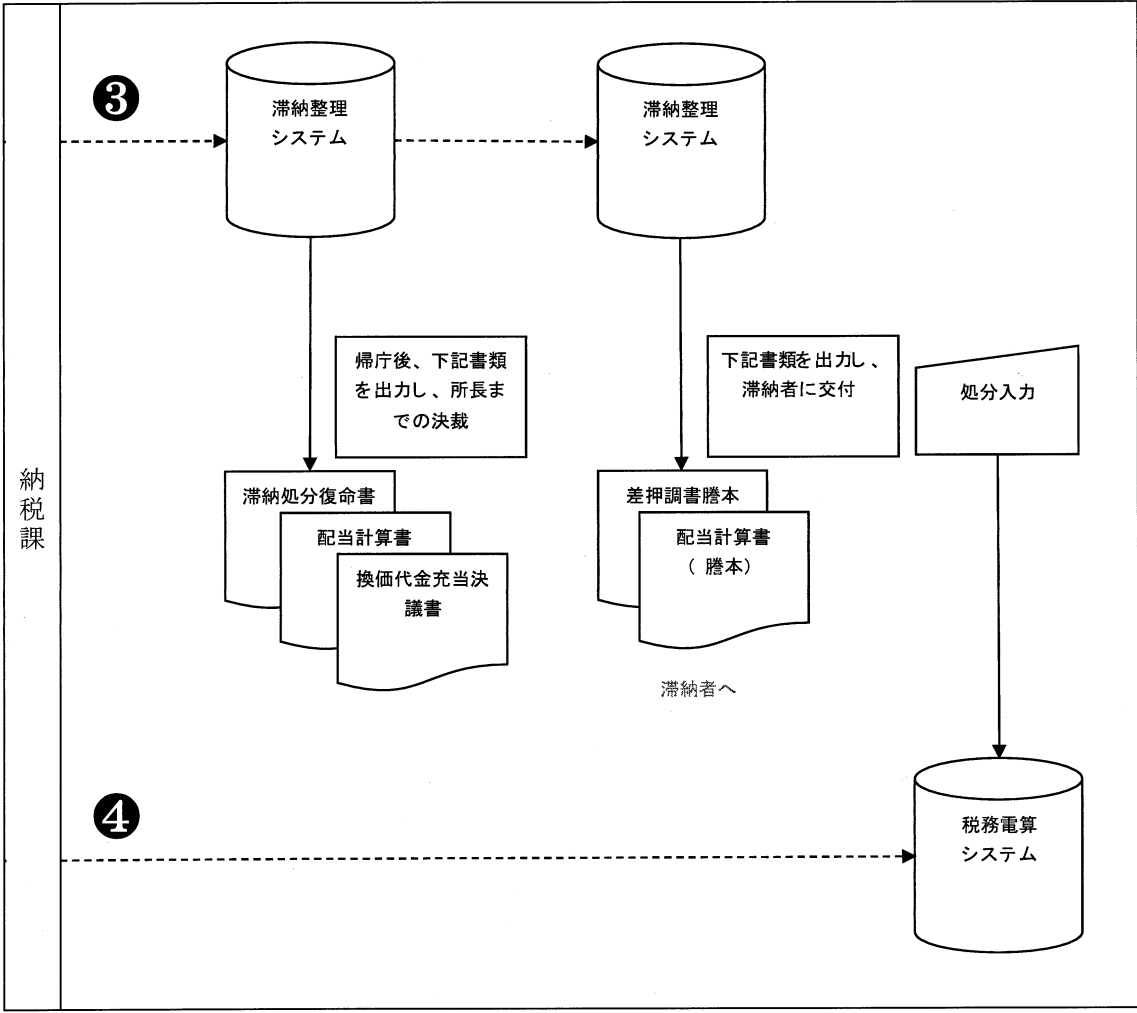 納税課
❸
滞納整理
システム
滞納整理
システム
帰庁後、下記書類
を出力し、所長ま
での決裁
下記書類を出力し、
滞納者に交付
処分入力
滞納処分復命書
配当計算書
換価代金充当決
議書
差押調書謄本
配当計算書
（ 謄本）
滞納者へ
❹
税務電算
システム